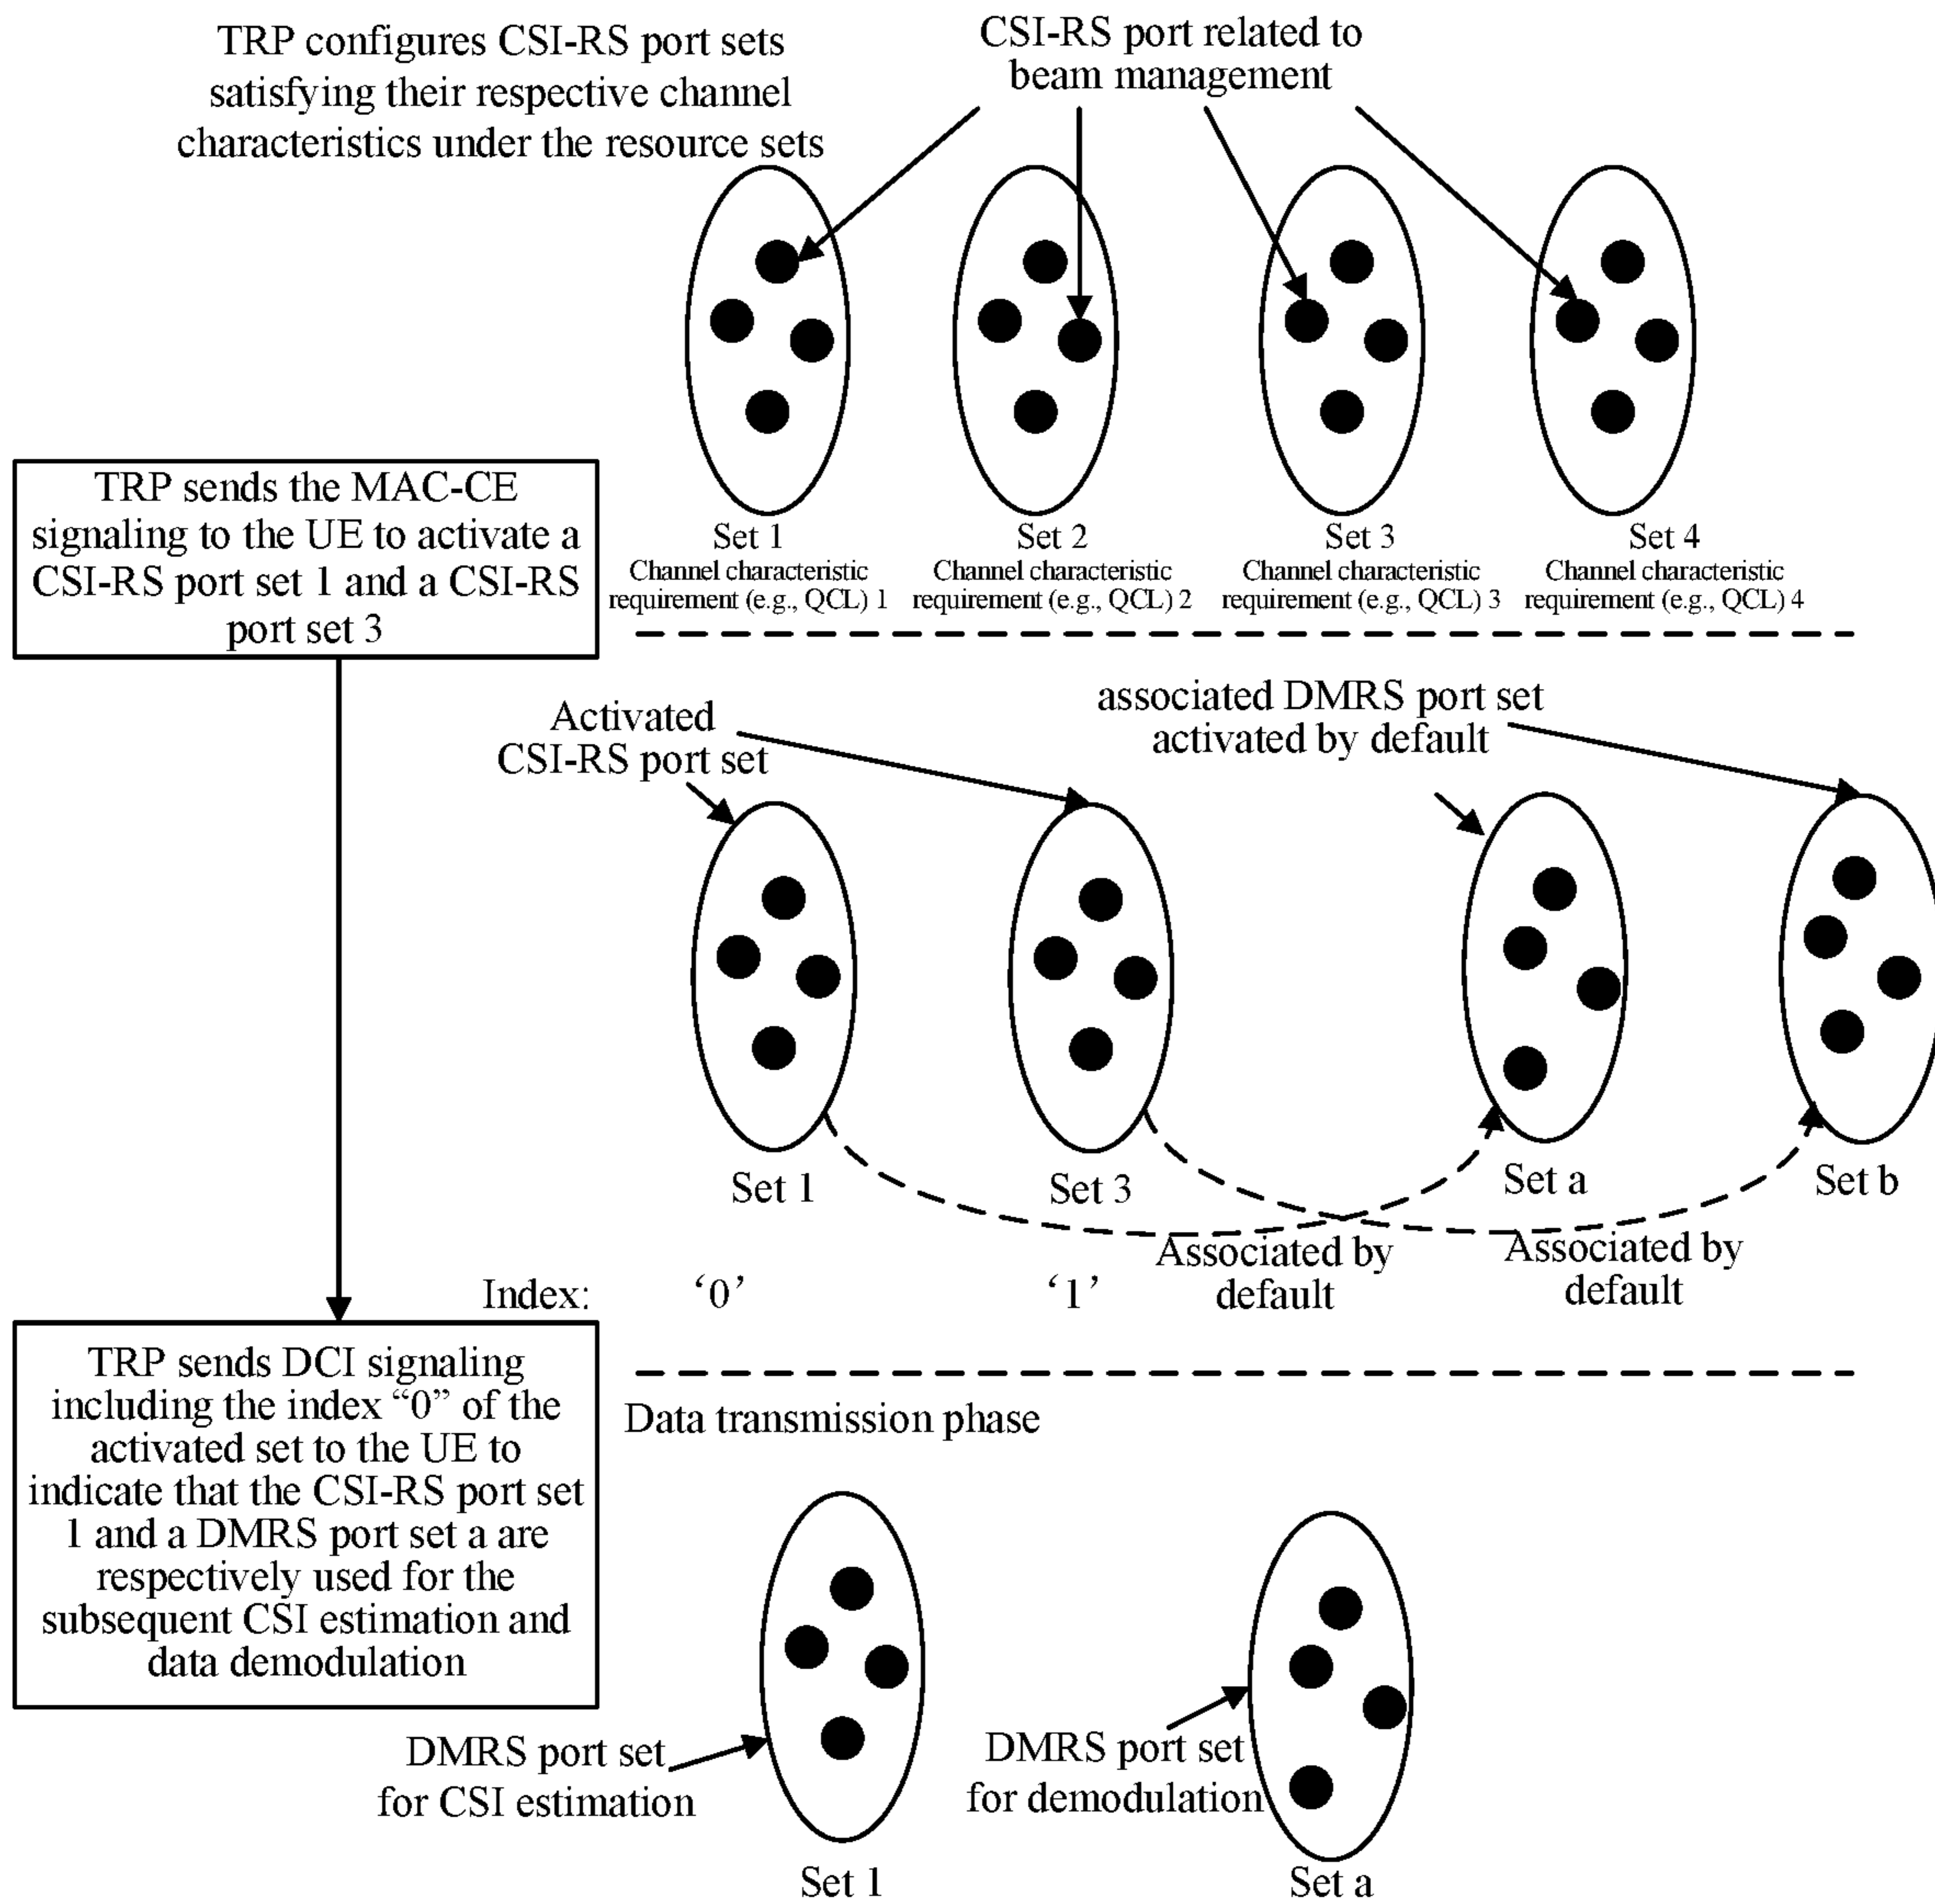 TRP configures CSI-RS port sets
satisfying their respective channel
characteristics under the resource sets
CSI-RS port related to
beam management
Set 1
Channel characteristic
requirement (e.g., QCL) 1
Set 2
Channel characteristic
requirement (e.g., QCL) 2
Set 3
Channel characteristic
requirement (e.g., QCL) 3
Set 4
Channel characteristic
requirement (e.g., QCL) 4
TRP sends the MAC-CE
signaling to the UE to activate a
CSI-RS port set 1 and a CSI-RS
port set 3
Activated
CSI-RS port set
associated DMRS port set
activated by default
Set 1
Set 3
Set a
Set b
Associated by
default
Associated by
default
Index:
‘0’
‘1’
TRP sends DCI signaling
including the index “0” of the
activated set to the UE to
indicate that the CSI-RS port set
1 and a DMRS port set a are
respectively used for the
subsequent CSI estimation and
data demodulation
Data transmission phase
DMRS port set
for CSI estimation
DMRS port set
for demodulation
Set 1
Set a